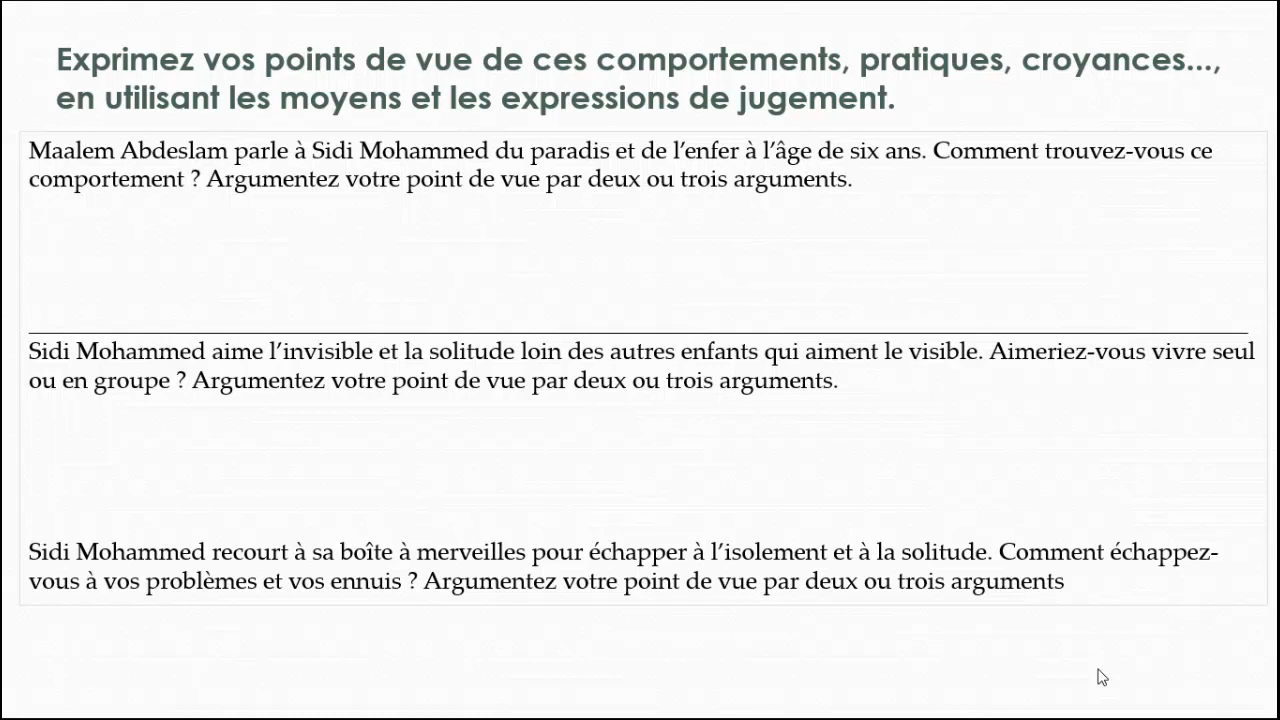 Exprimez vos points de vue de ces comportements, pratiques, croyances...,
en utilisant les moyens et les expressions de jugement.
Maalem Abdeslam parle à Sidi Mohammed du paradis et de l'enfer à l'âge de six ans. Comment trouvez-vous ce
comportement ? Argumentez votre point de vue par deux ou trois arguments.
Sidi Mohammed aime l'invisible et la solitude loin des autres enfants qui aiment le visible. Aimeriez-vous vivre seul
ou en groupe ? Argumentez votre point de vue par deux ou trois arguments.
Sidi Mohammed recourt à sa boîte à merveilles pour échapper à l'isolement et à la solitude. Comment échappez-
vous à vos problèmes et vos ennuis ? Argumentez votre point de vue par deux ou trois arguments